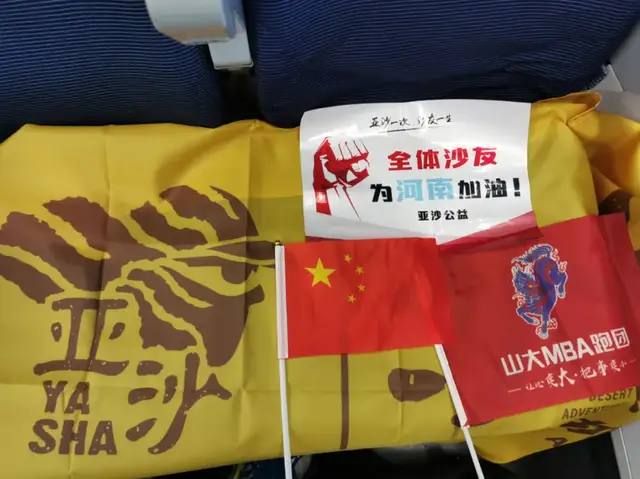 亚沙一次 沙友一生
全体沙友
为河南加油!
亚沙公益
亚沙
YA
SHA
山大MBA跑团
DESERT